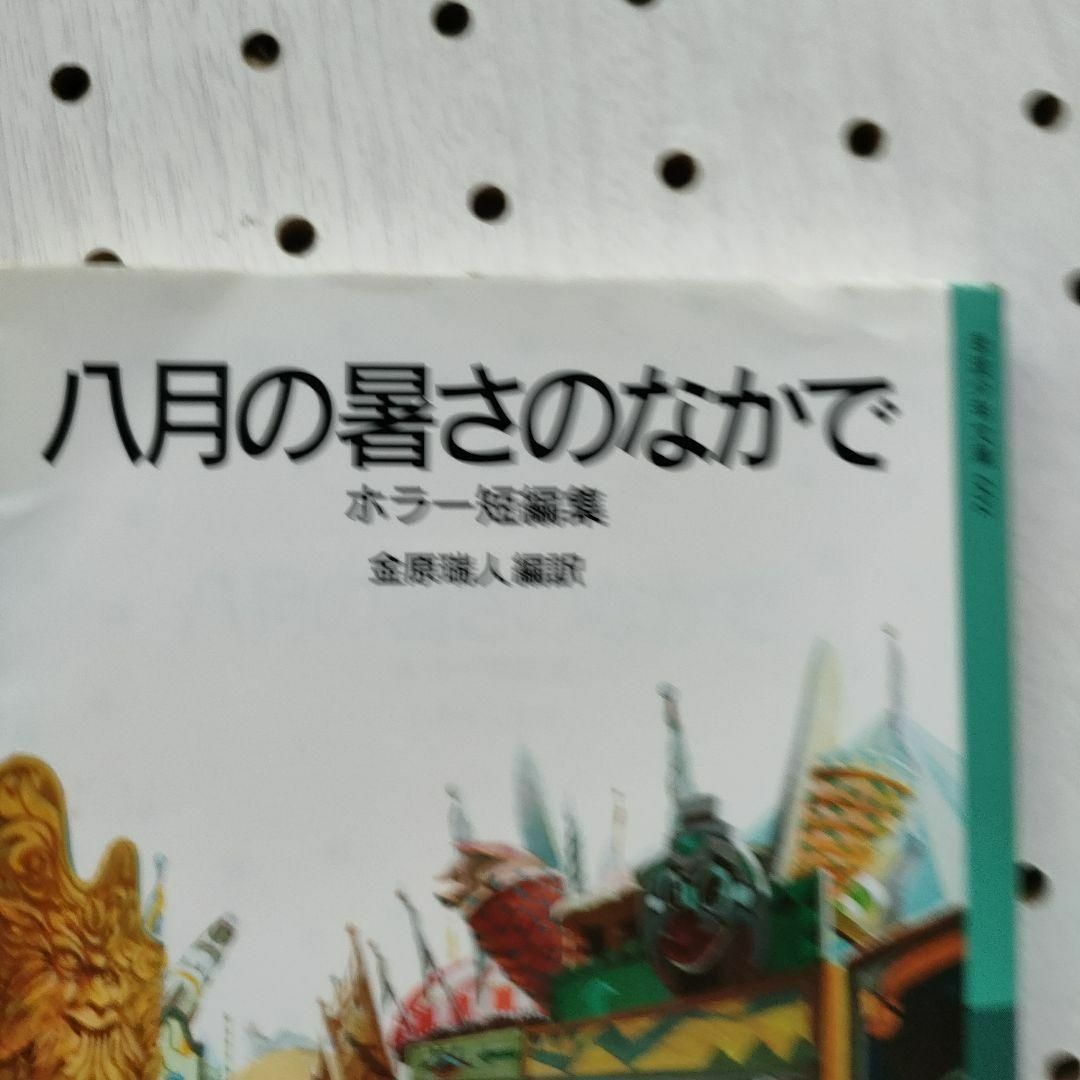 八月の暑さのなかで
ホラー短編集
金原瑞人編訳